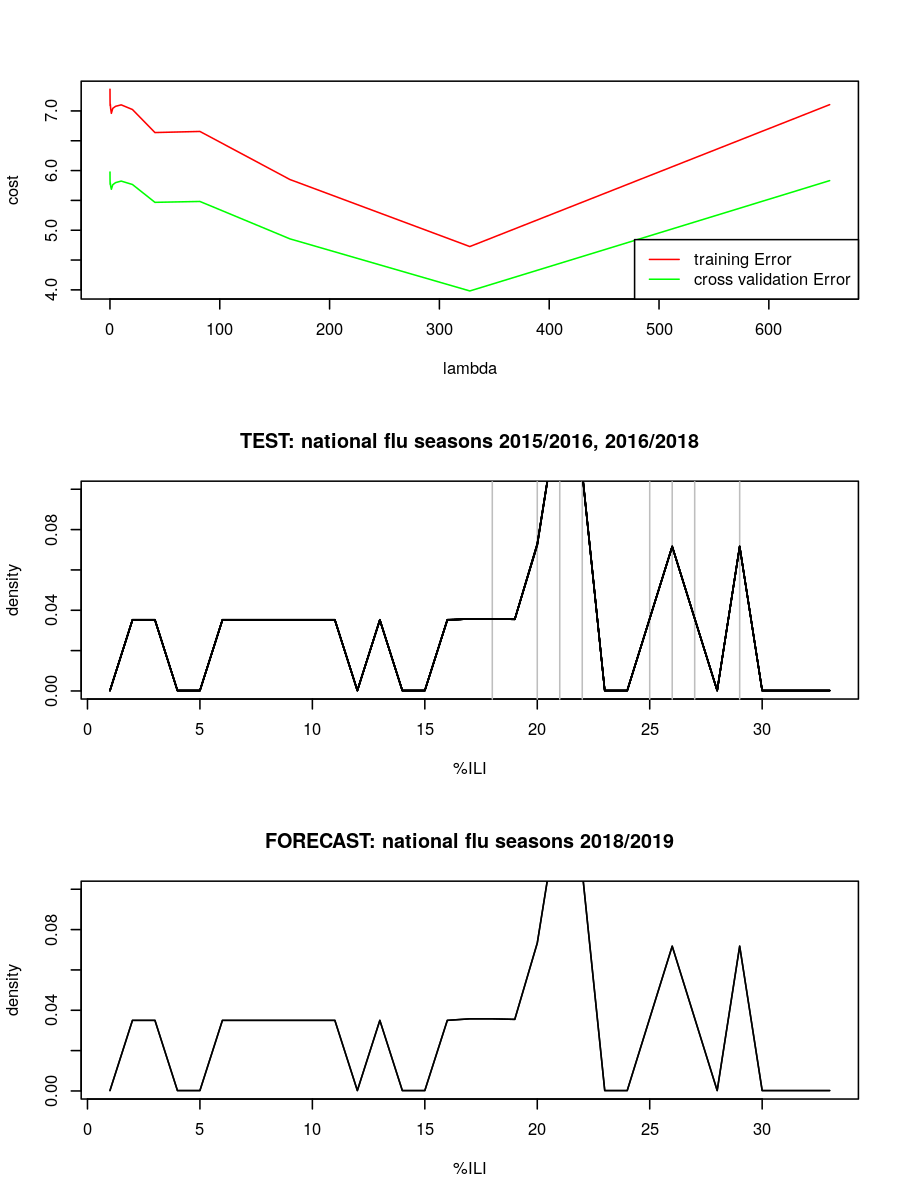 7.0
6.0
5.0
4.0
cost
training Error
cross validation Error
0 100 200 300 400 500 600
lambda
TEST: national flu seasons 2015/2016, 2016/2018
0.08
0.04
0.00
density
0 5 10 15 20 25 30
%ILI
FORECAST: national flu seasons 2018/2019
0.08
0.04
0.00
density
0 5 10 15 20 25 30
%ILI